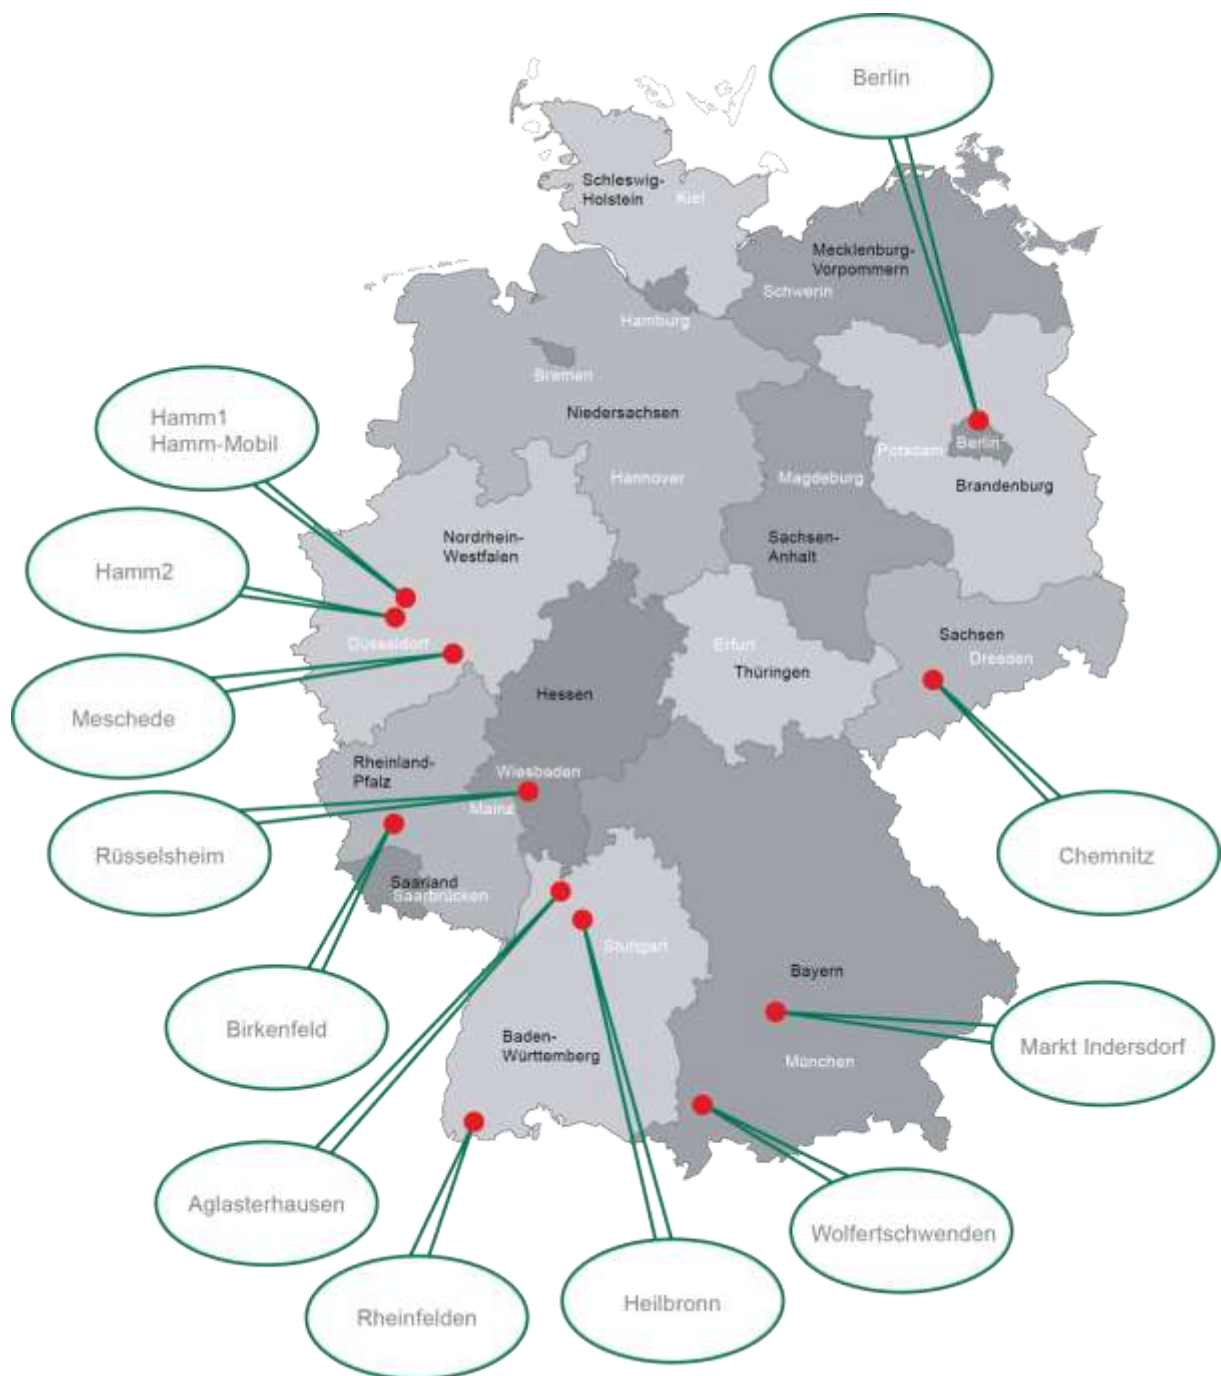 Berlin
Schleswig-
Holstein
Kiel
Mecklenburg-
Vorpommern
Schwerin
Hamburg
Bremen
Niedersachsen
Hamm1
Hamm-Mobil
Potsdam
Berlin
Hannover
Magdeburg
Brandenburg
Nordrhein-
Westfalen
Sachsen-
Anhalt
Hamm2
Düsseldorf
Erfurt
Thüringen
Sachsen
Dresden
Hessen
Meschede
Rheinland-
Pfalz
Wiesbaden
Mainz
Rüsselsheim
Chemnitz
Saarland
Saarbrücken
Stuttgart
Bayern
Birkenfeld
Baden-
Württemberg
München
Markt Indersdorf
Aglasterhausen
Wolfertschwenden
Heilbronn
Rheinfelden